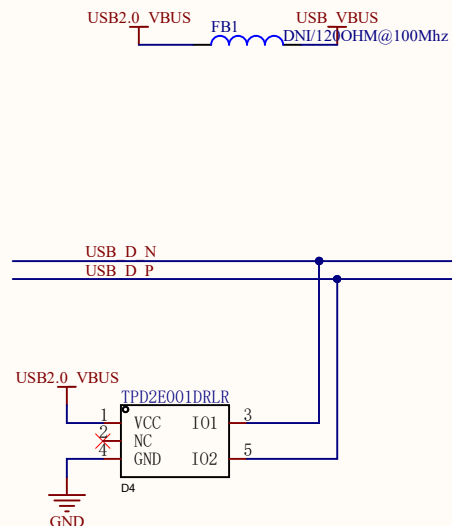 USB2.0_VBUS FB1 USB_VBUS
DNI/120OHM@100Mhz
USB_D_N
USB_D_P
USB2.0_VBUS
TPD2E001DRLR
1 VCC IO1 3
2 NC
4 GND IO2 5
D4
GND